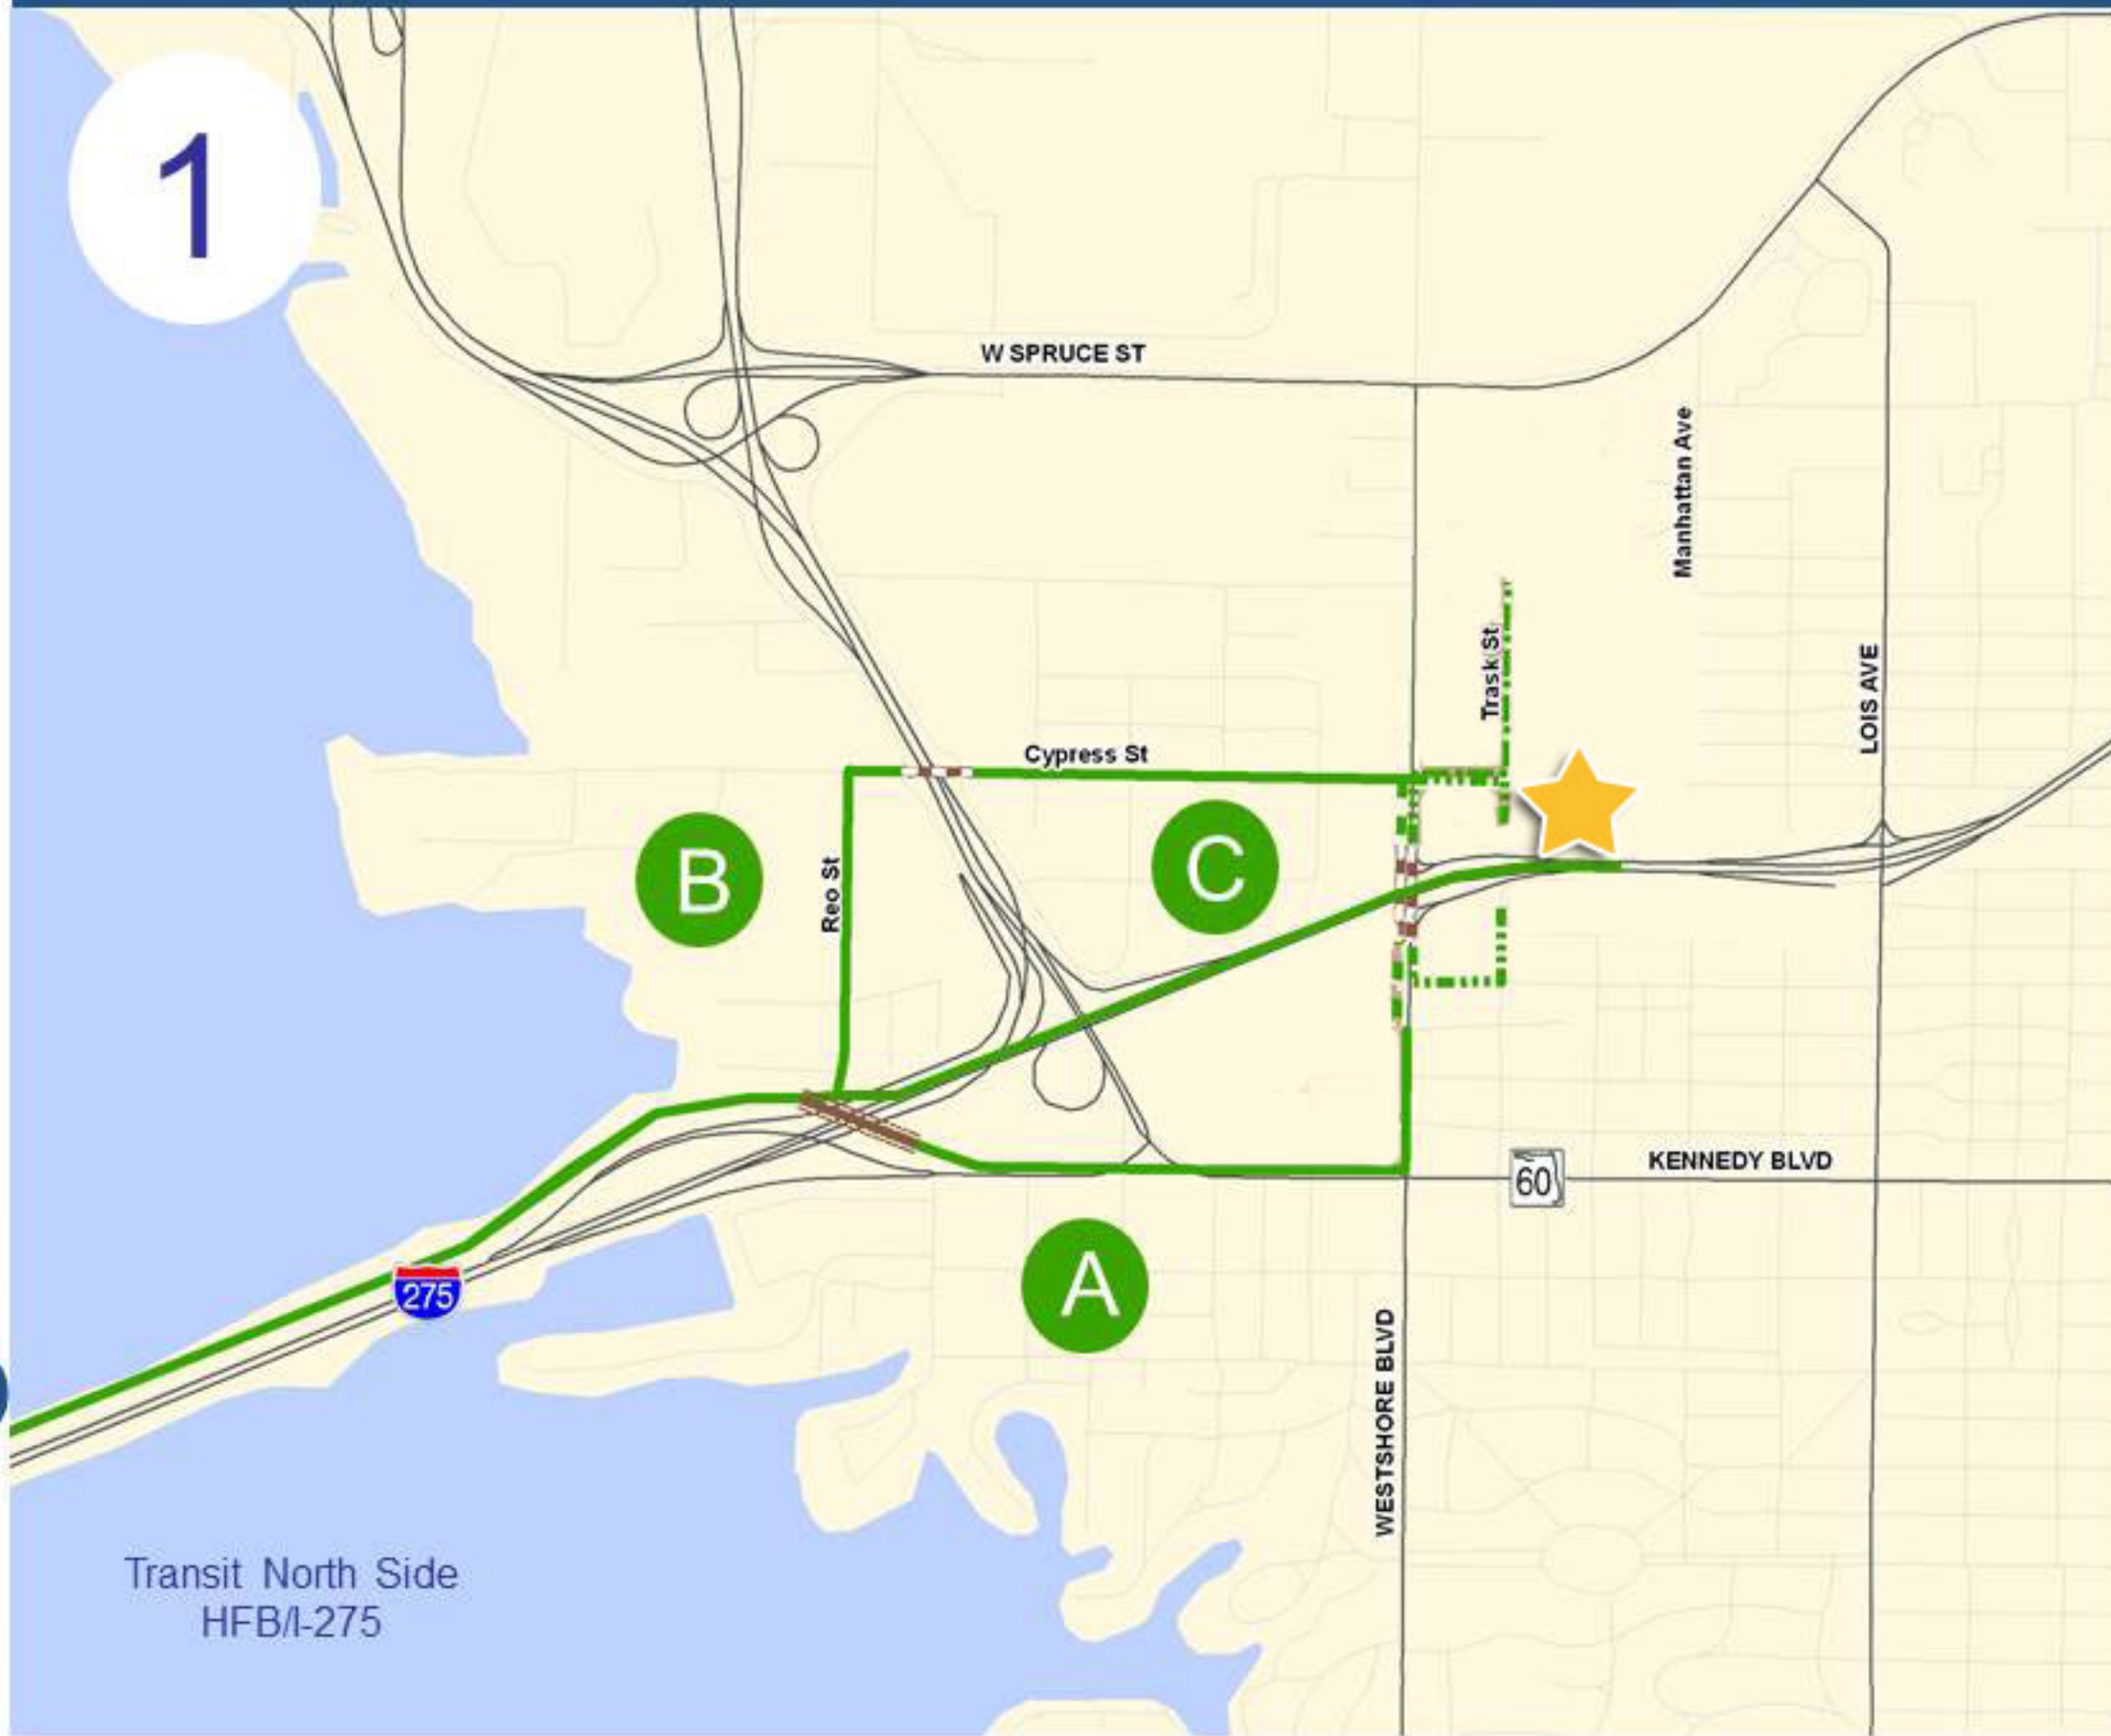 1
W SPRUCE ST
Manhattan Ave
Trask St
LOIS AVE
Cypress St
B
C
Reo St
KENNEDY BLVD
60
A
275
WESTSHORE BLVD
Transit North Side
HFB/I-275